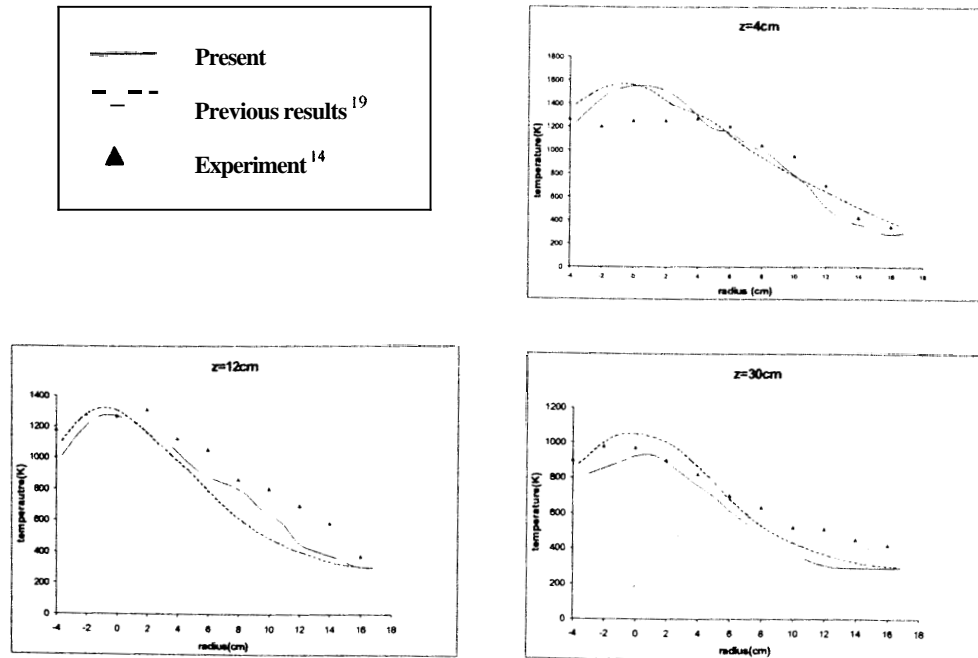 Present
Previous results 19
Experiment 14
z=4cm
temperature(K)
1800
1600
1400
1200
1000
800
600
400
200
0
-4 -2 0 2 4 6 8 10 12 14 16 18
radius (cm)
z=12cm
temperautre(K)
1400
1200
1000
800
600
400
200
0
-4 -2 0 2 4 6 8 10 12 14 16 18
radius(cm)
z=30cm
temperature(K)
1200
1000
800
600
400
200
0
-4 -2 0 2 4 6 8 10 12 14 16 18
radius(cm)